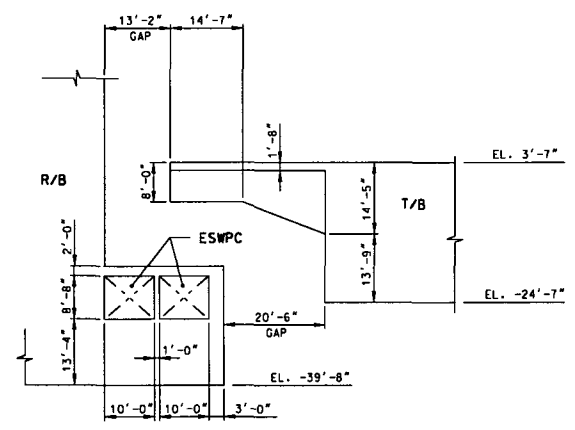 13'-2"
GAP
14'-7"
1'-8"
EL. 3'-7"
8'-0"
14'-5"
R/B
T/B
ESWPC
2'-0"
13'-9"
8'-8"
EL. -24'-7"
20'-6"
GAP
13'-4"
1'-0"
EL. -39'-8"
10'-0"
10'-0"
3'-0"